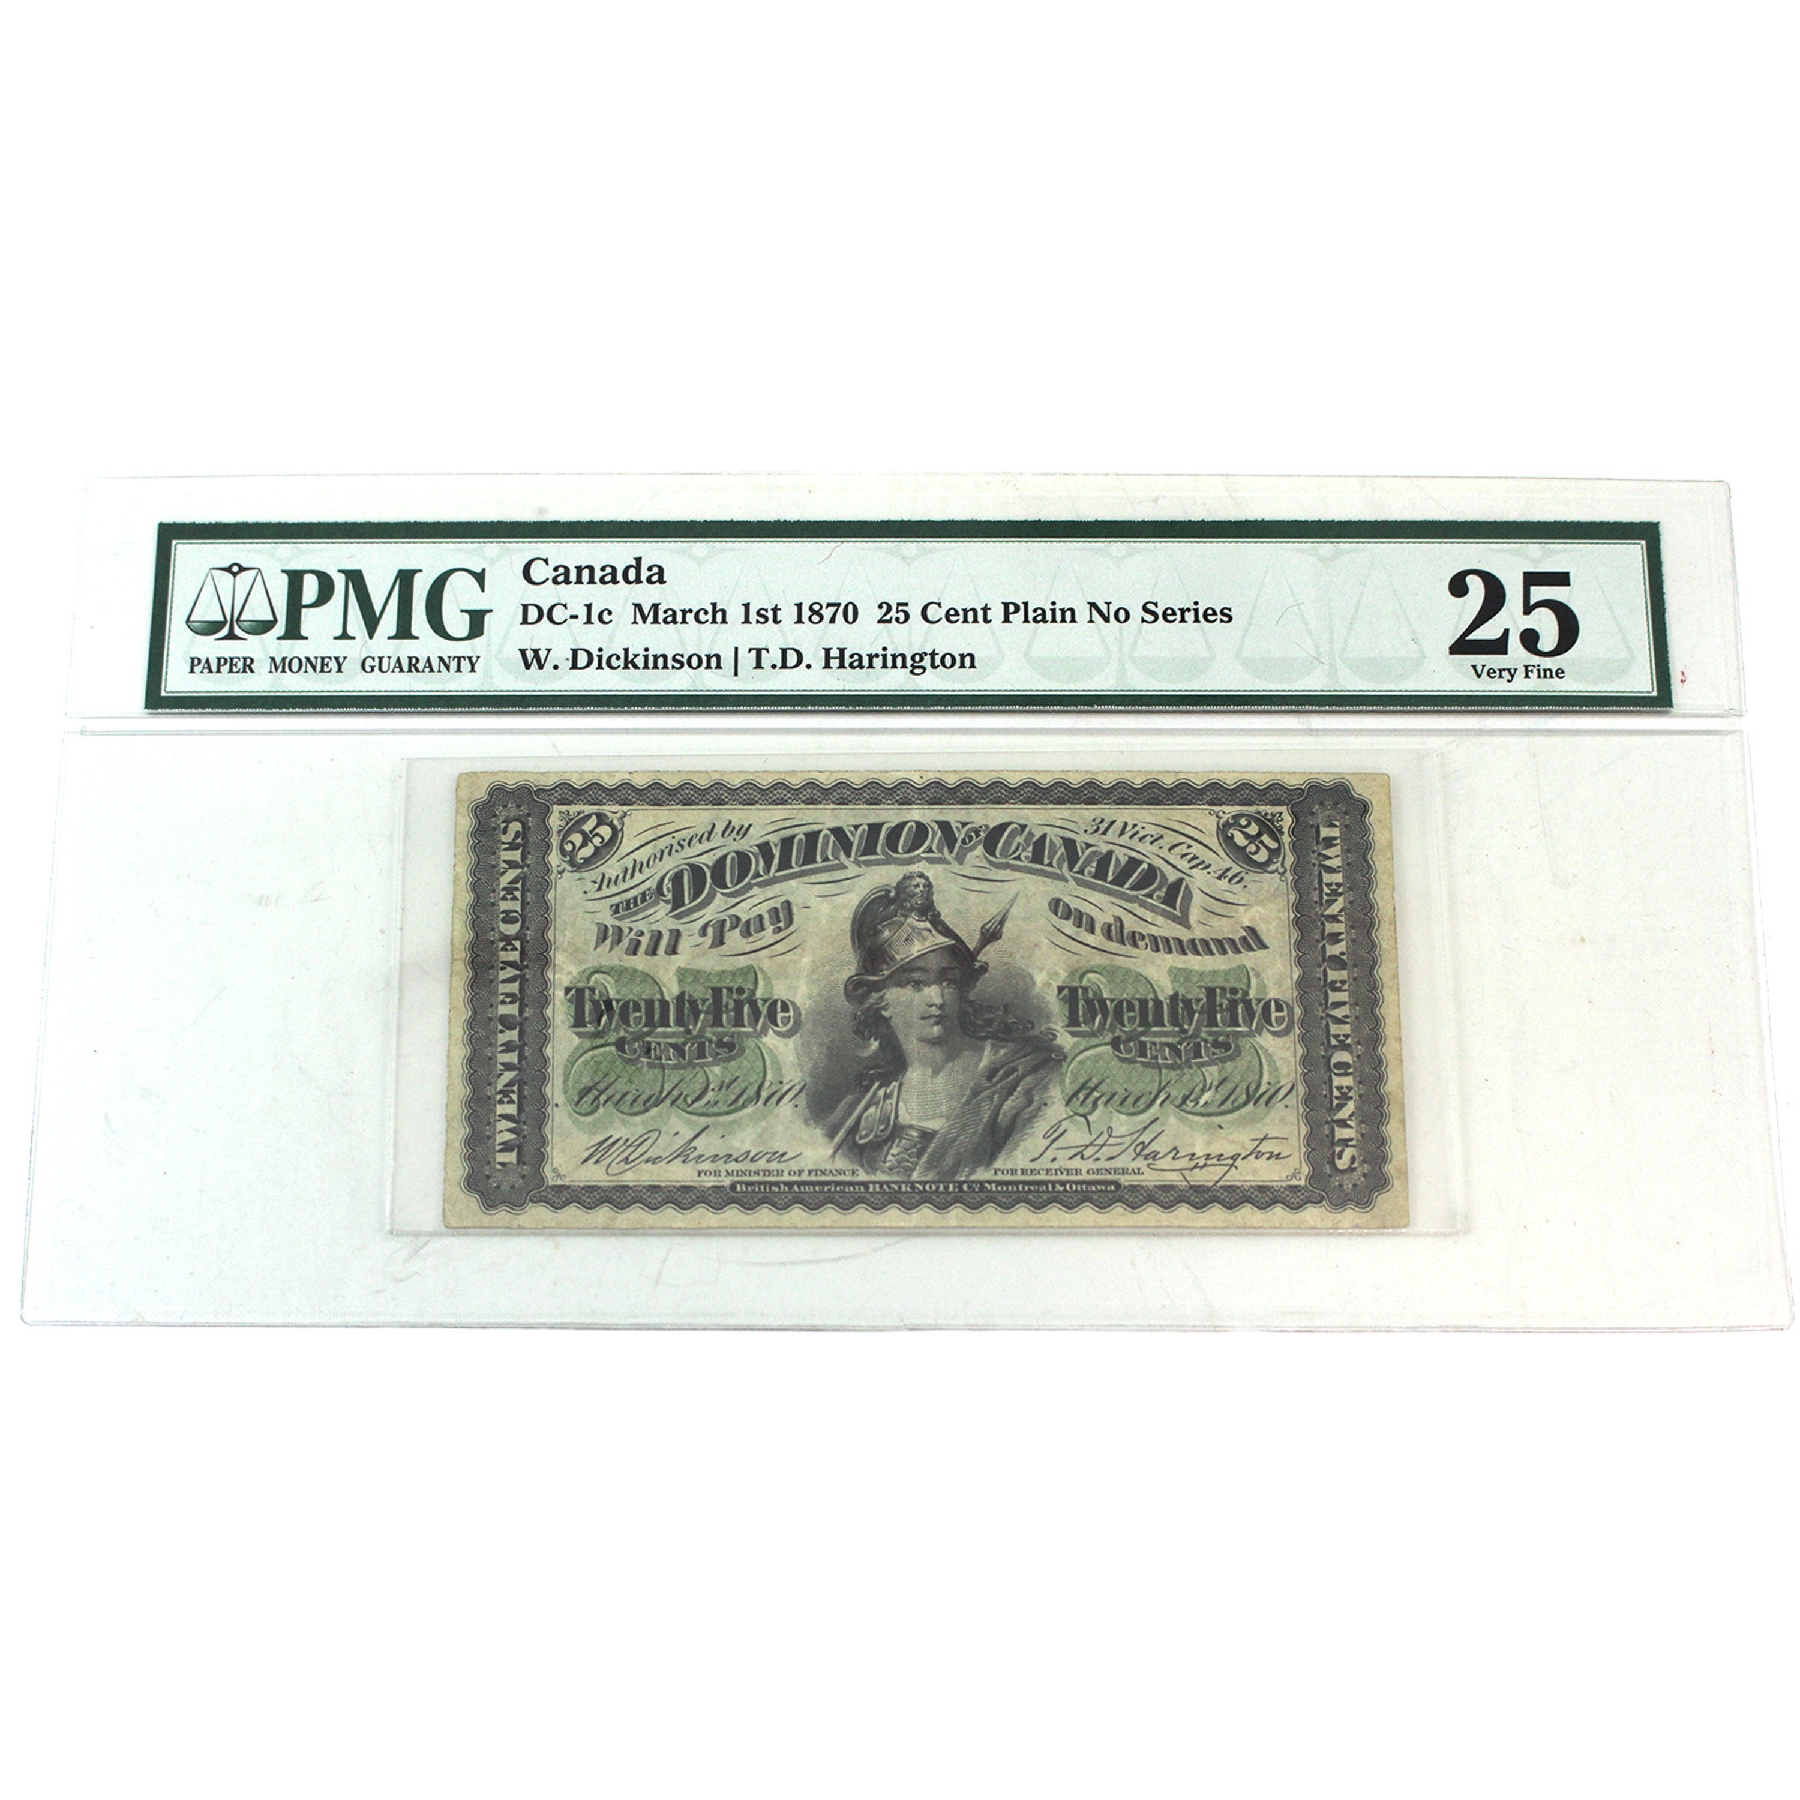 PMG
PAPER MONEY GUARANTY
Canada
DC-1c March 1st 1870 25 Cent Plain No Series
W. Dickinson | T.D. Harington
25
Very Fine
25
Authorised by
31 Vict. Cap. 46.
25
THE DOMINION OF CANADA
Will Pay
on demand
TWENTY FIVE CENTS
TWENTY FIVE CENTS
25
Twenty Five
CENTS
March 1st 1870.
25
Twenty Five
CENTS
March 1st 1870.
W Dickinson
FOR MINISTER OF FINANCE
T. D. Harington
FOR RECEIVER GENERAL
British American BANK NOTE Co. Montreal & Ottawa